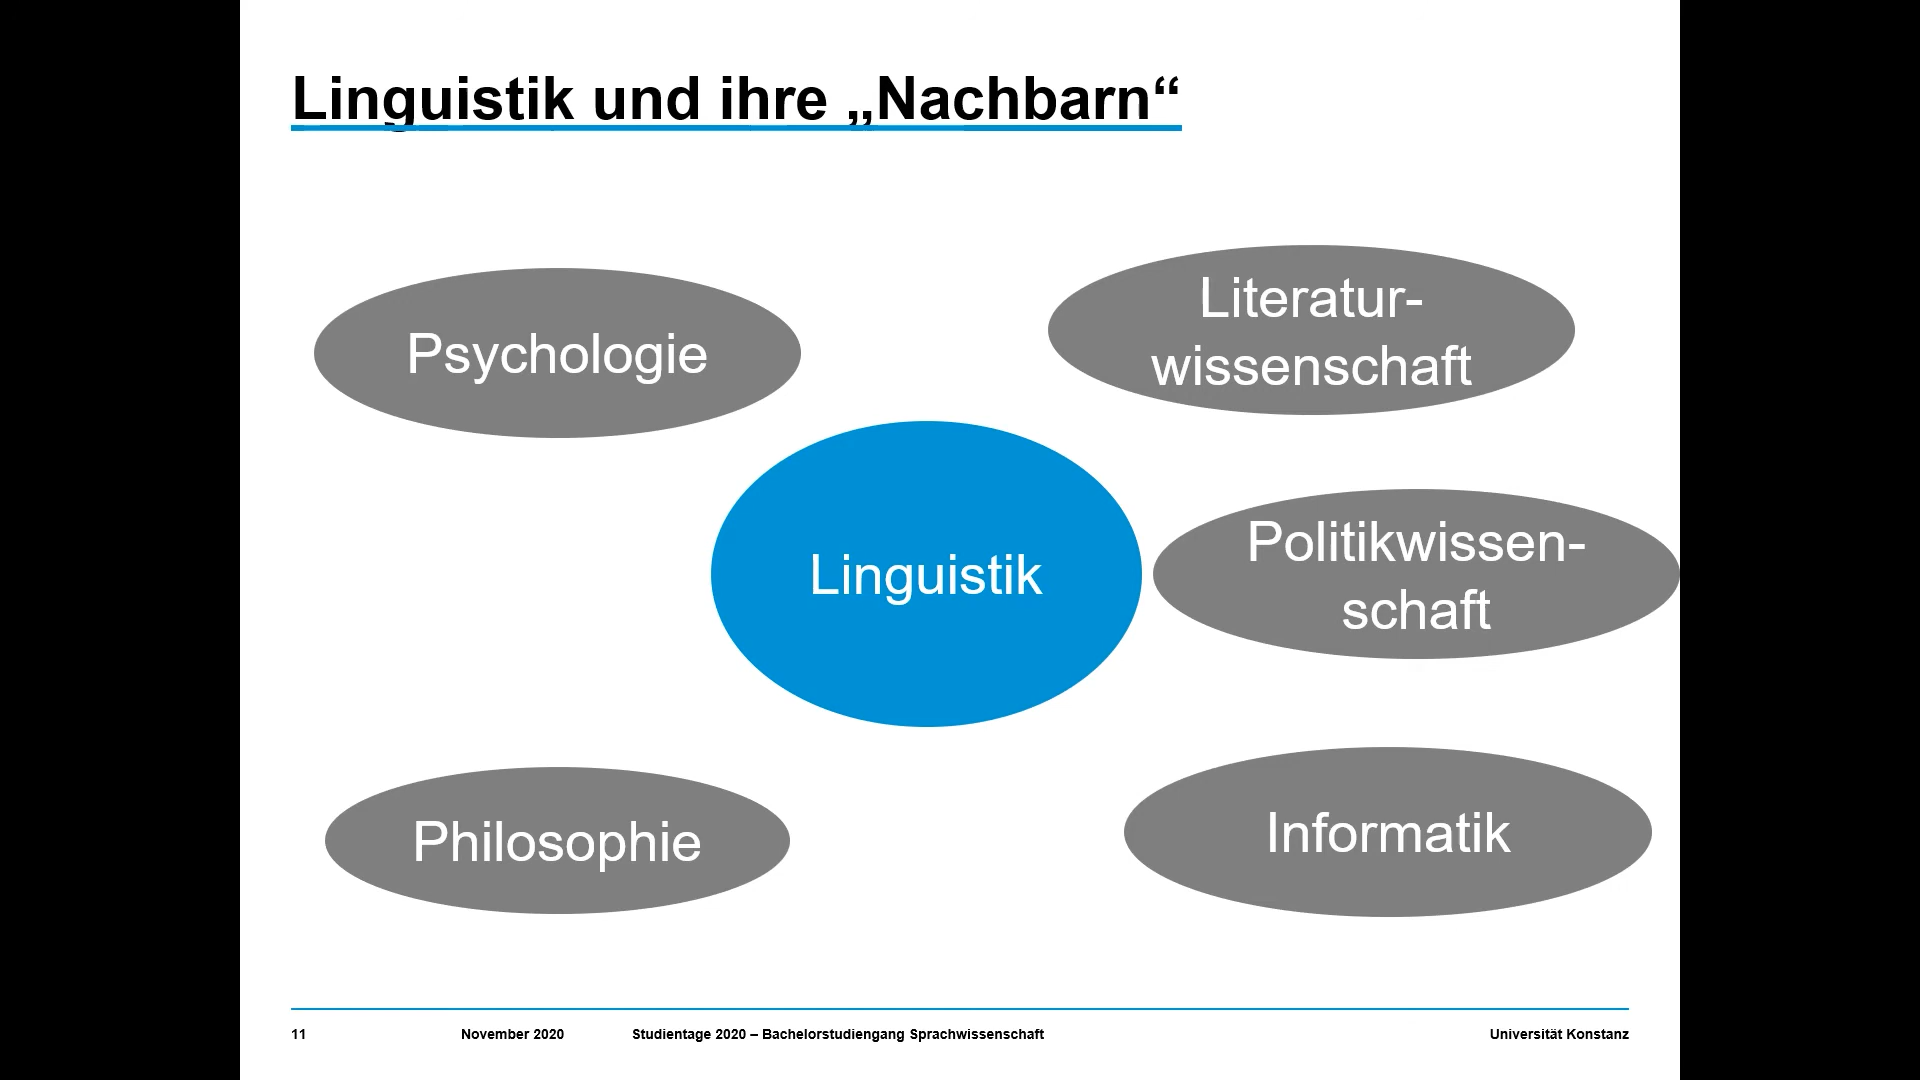 Linguistik und ihre „Nachbarn“
Psychologie
Literatur-
wissenschaft
Linguistik
Politikwissen-
schaft
Philosophie
Informatik
11 November 2020 Studientage 2020 – Bachelorstudiengang Sprachwissenschaft Universität Konstanz